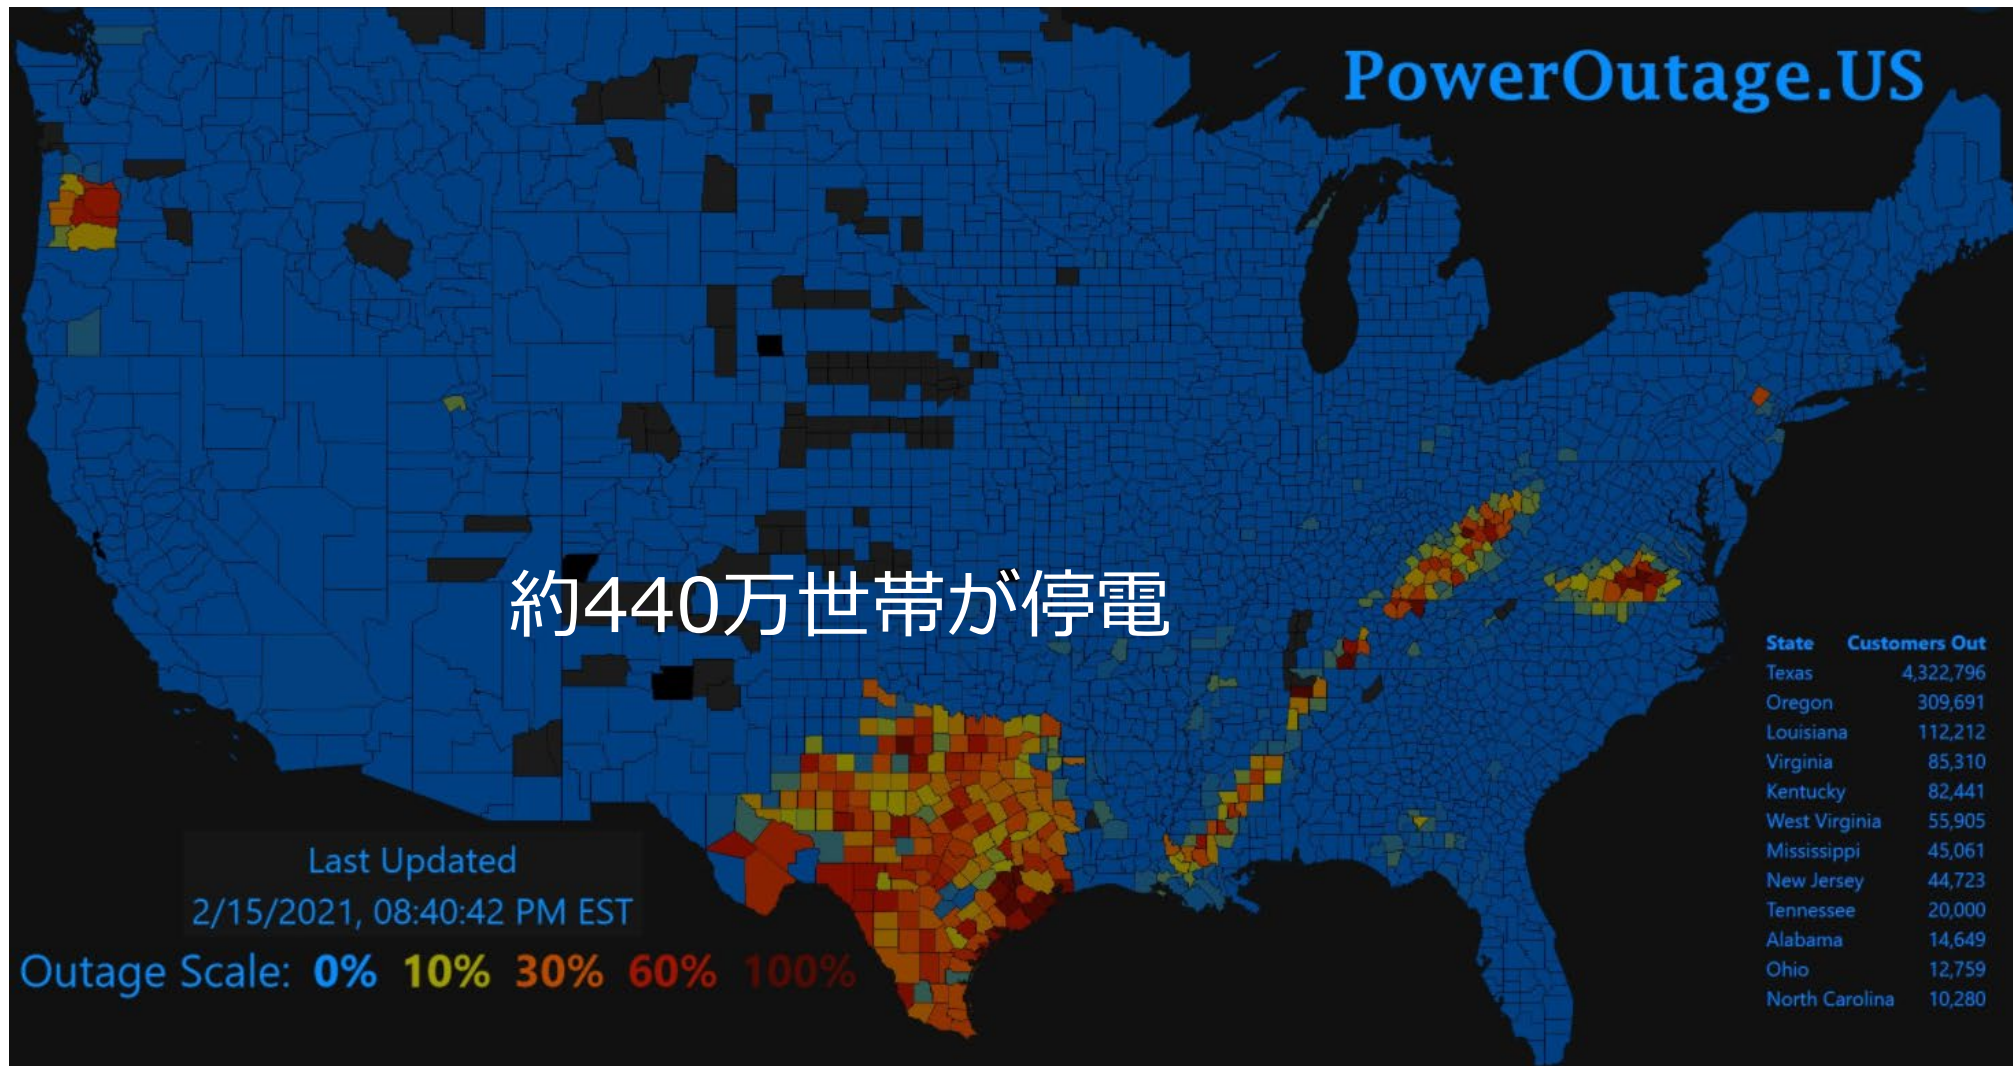 PowerOutage.US
約440万世帯が停電
State Customers Out
Texas 4,322,796
Oregon 309,691
Louisiana 112,212
Virginia 85,310
Kentucky 82,441
West Virginia 55,905
Mississippi 45,061
New Jersey 44,723
Tennessee 20,000
Alabama 14,649
Ohio 12,759
North Carolina 10,280
Last Updated
2/15/2021, 08:40:42 PM EST
Outage Scale: 0% 10% 30% 60% 100%